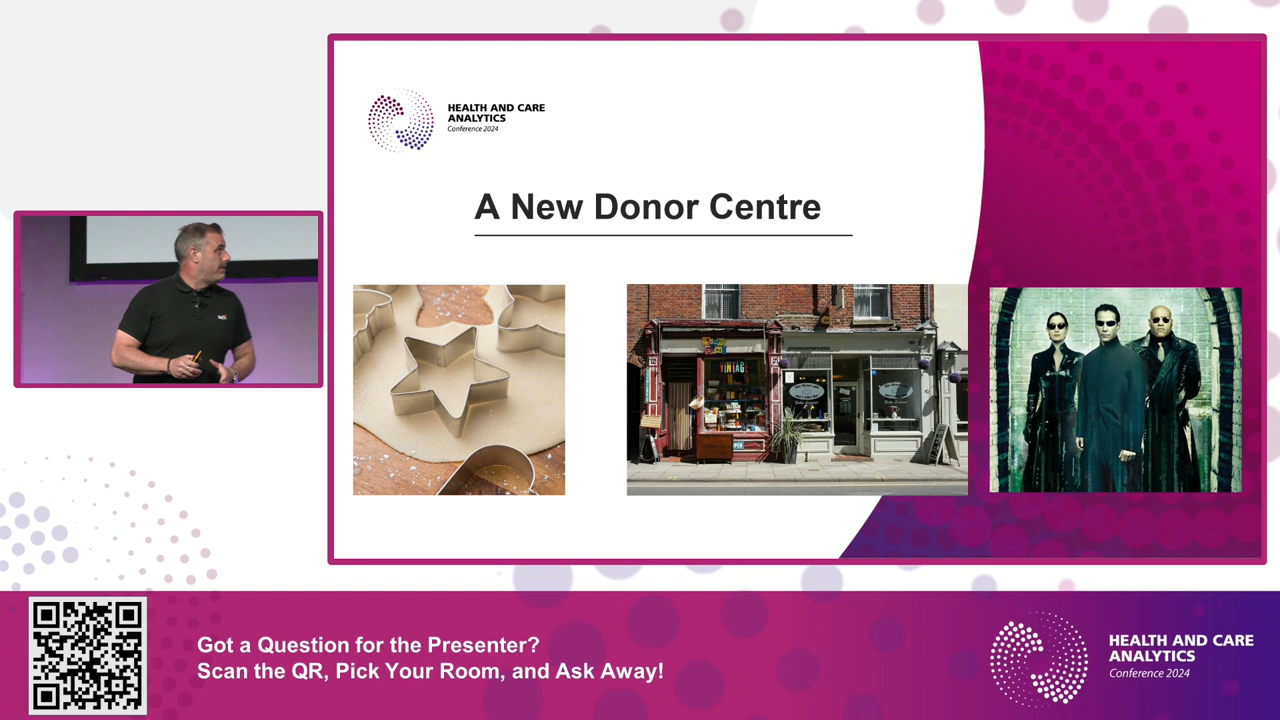 HEALTH AND CARE
ANALYTICS
Conference 2024
A New Donor Centre
VINTAGE
Got a Question for the Presenter?
Scan the QR, Pick Your Room, and Ask Away!
HEALTH AND CARE
ANALYTICS
Conference 2024